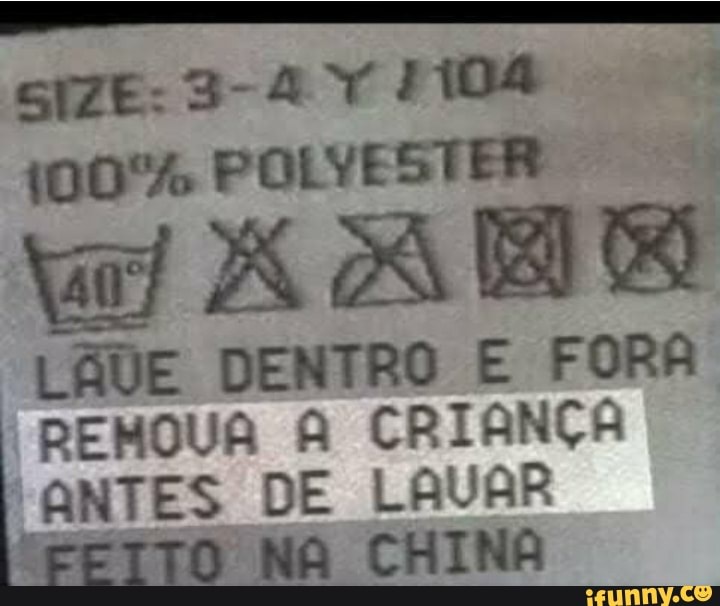 SIZE: 3-4 Y / 104
100% POLYESTER
40°
LAVE DENTRO E FORA
REMOVA A CRIANÇA
ANTES DE LAVAR
FEITO NA CHINA
ifunny.co